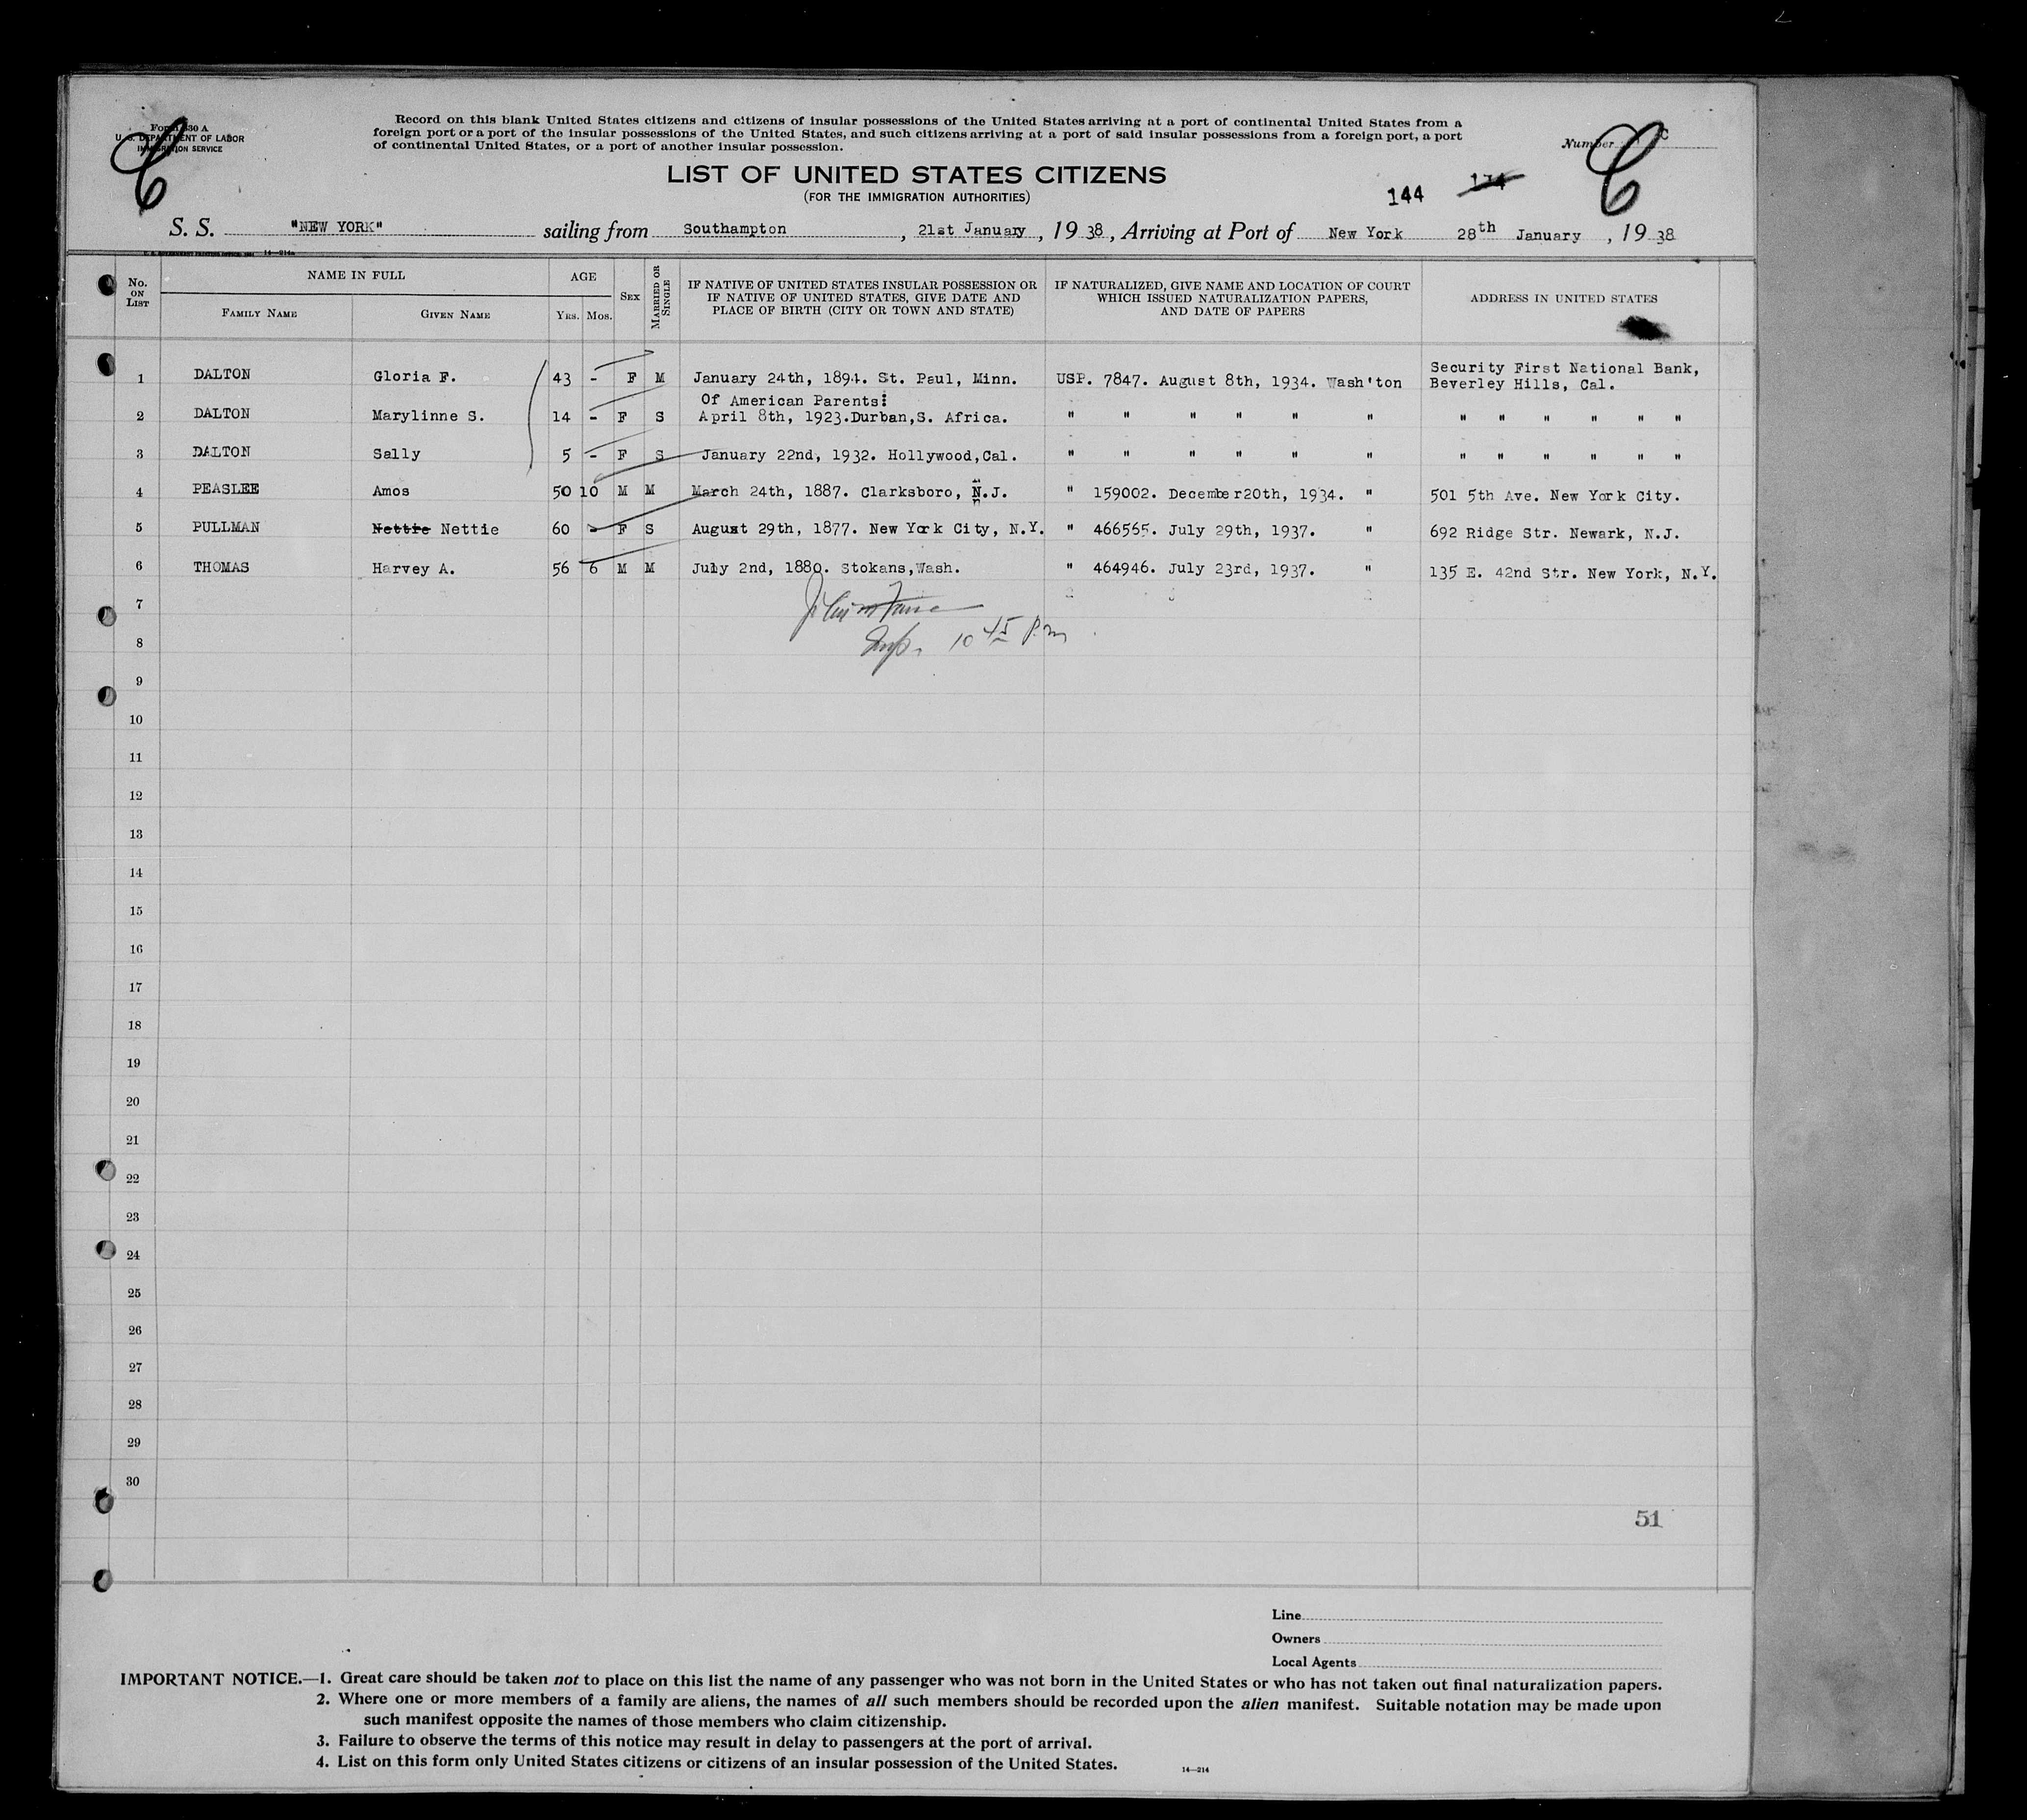 Form 630 A
U. S. DEPARTMENT OF LABOR
IMMIGRATION SERVICE
Record on this blank United States citizens and citizens of insular possessions of the United States arriving at a port of continental United States from a
foreign port or a port of the insular possessions of the United States, and such citizens arriving at a port of said insular possessions from a foreign port, a port
of continental United States, or a port of another insular possession.
Number
C C
LIST OF UNITED STATES CITIZENS
(FOR THE IMMIGRATION AUTHORITIES)
144 134
S. S. "NEW YORK" sailing from Southampton, 21st January, 1938, Arriving at Port of New York 28th January, 1938
No. ON LIST
NAME IN FULL
FAMILY NAME GIVEN NAME
AGE
YRS. MOS.
SEX
MARRIED OR SINGLE
IF NATIVE OF UNITED STATES INSULAR POSSESSION OR
IF NATIVE OF UNITED STATES, GIVE DATE AND
PLACE OF BIRTH (CITY OR TOWN AND STATE)
IF NATURALIZED, GIVE NAME AND LOCATION OF COURT
WHICH ISSUED NATURALIZATION PAPERS,
AND DATE OF PAPERS
ADDRESS IN UNITED STATES
1 DALTON Gloria F. 43 - F M January 24th, 1894. St. Paul, Minn. USP. 7847. August 8th, 1934. Wash'ton Security First National Bank,
Beverley Hills, Cal.
Of American Parents:
2 DALTON Marylinne S. 14 - F S April 8th, 1923.Durban,S. Africa. " " " " " " " " " " " "
3 DALTON Sally 5 - F S January 22nd, 1932. Hollywood,Cal. " " " " " " " " " " " "
4 PEASLEE Amos 50 10 M M March 24th, 1887. Clarksboro, N.J. " 159002. December20th, 1934. " 501 5th Ave. New York City.
5 PULLMAN Nettie Nettie 60 - F S August 29th, 1877. New York City, N.Y. " 466565. July 29th, 1937. " 692 Ridge Str. Newark, N.J.
6 THOMAS Harvey A. 56 6 M M July 2nd, 1880. Stokans,Wash. " 464946. July 23rd, 1937. " 135 E. 42nd Str. New York, N.Y.
7
Insp. 10 45 P.m
8
9
10
11
12
13
14
15
16
17
18
19
20
21
22
23
24
25
26
27
28
29
30
51
Line
Owners
Local Agents
IMPORTANT NOTICE.—1. Great care should be taken not to place on this list the name of any passenger who was not born in the United States or who has not taken out final naturalization papers.
2. Where one or more members of a family are aliens, the names of all such members should be recorded upon the alien manifest. Suitable notation may be made upon
such manifest opposite the names of those members who claim citizenship.
3. Failure to observe the terms of this notice may result in delay to passengers at the port of arrival.
4. List on this form only United States citizens or citizens of an insular possession of the United States.
14—214